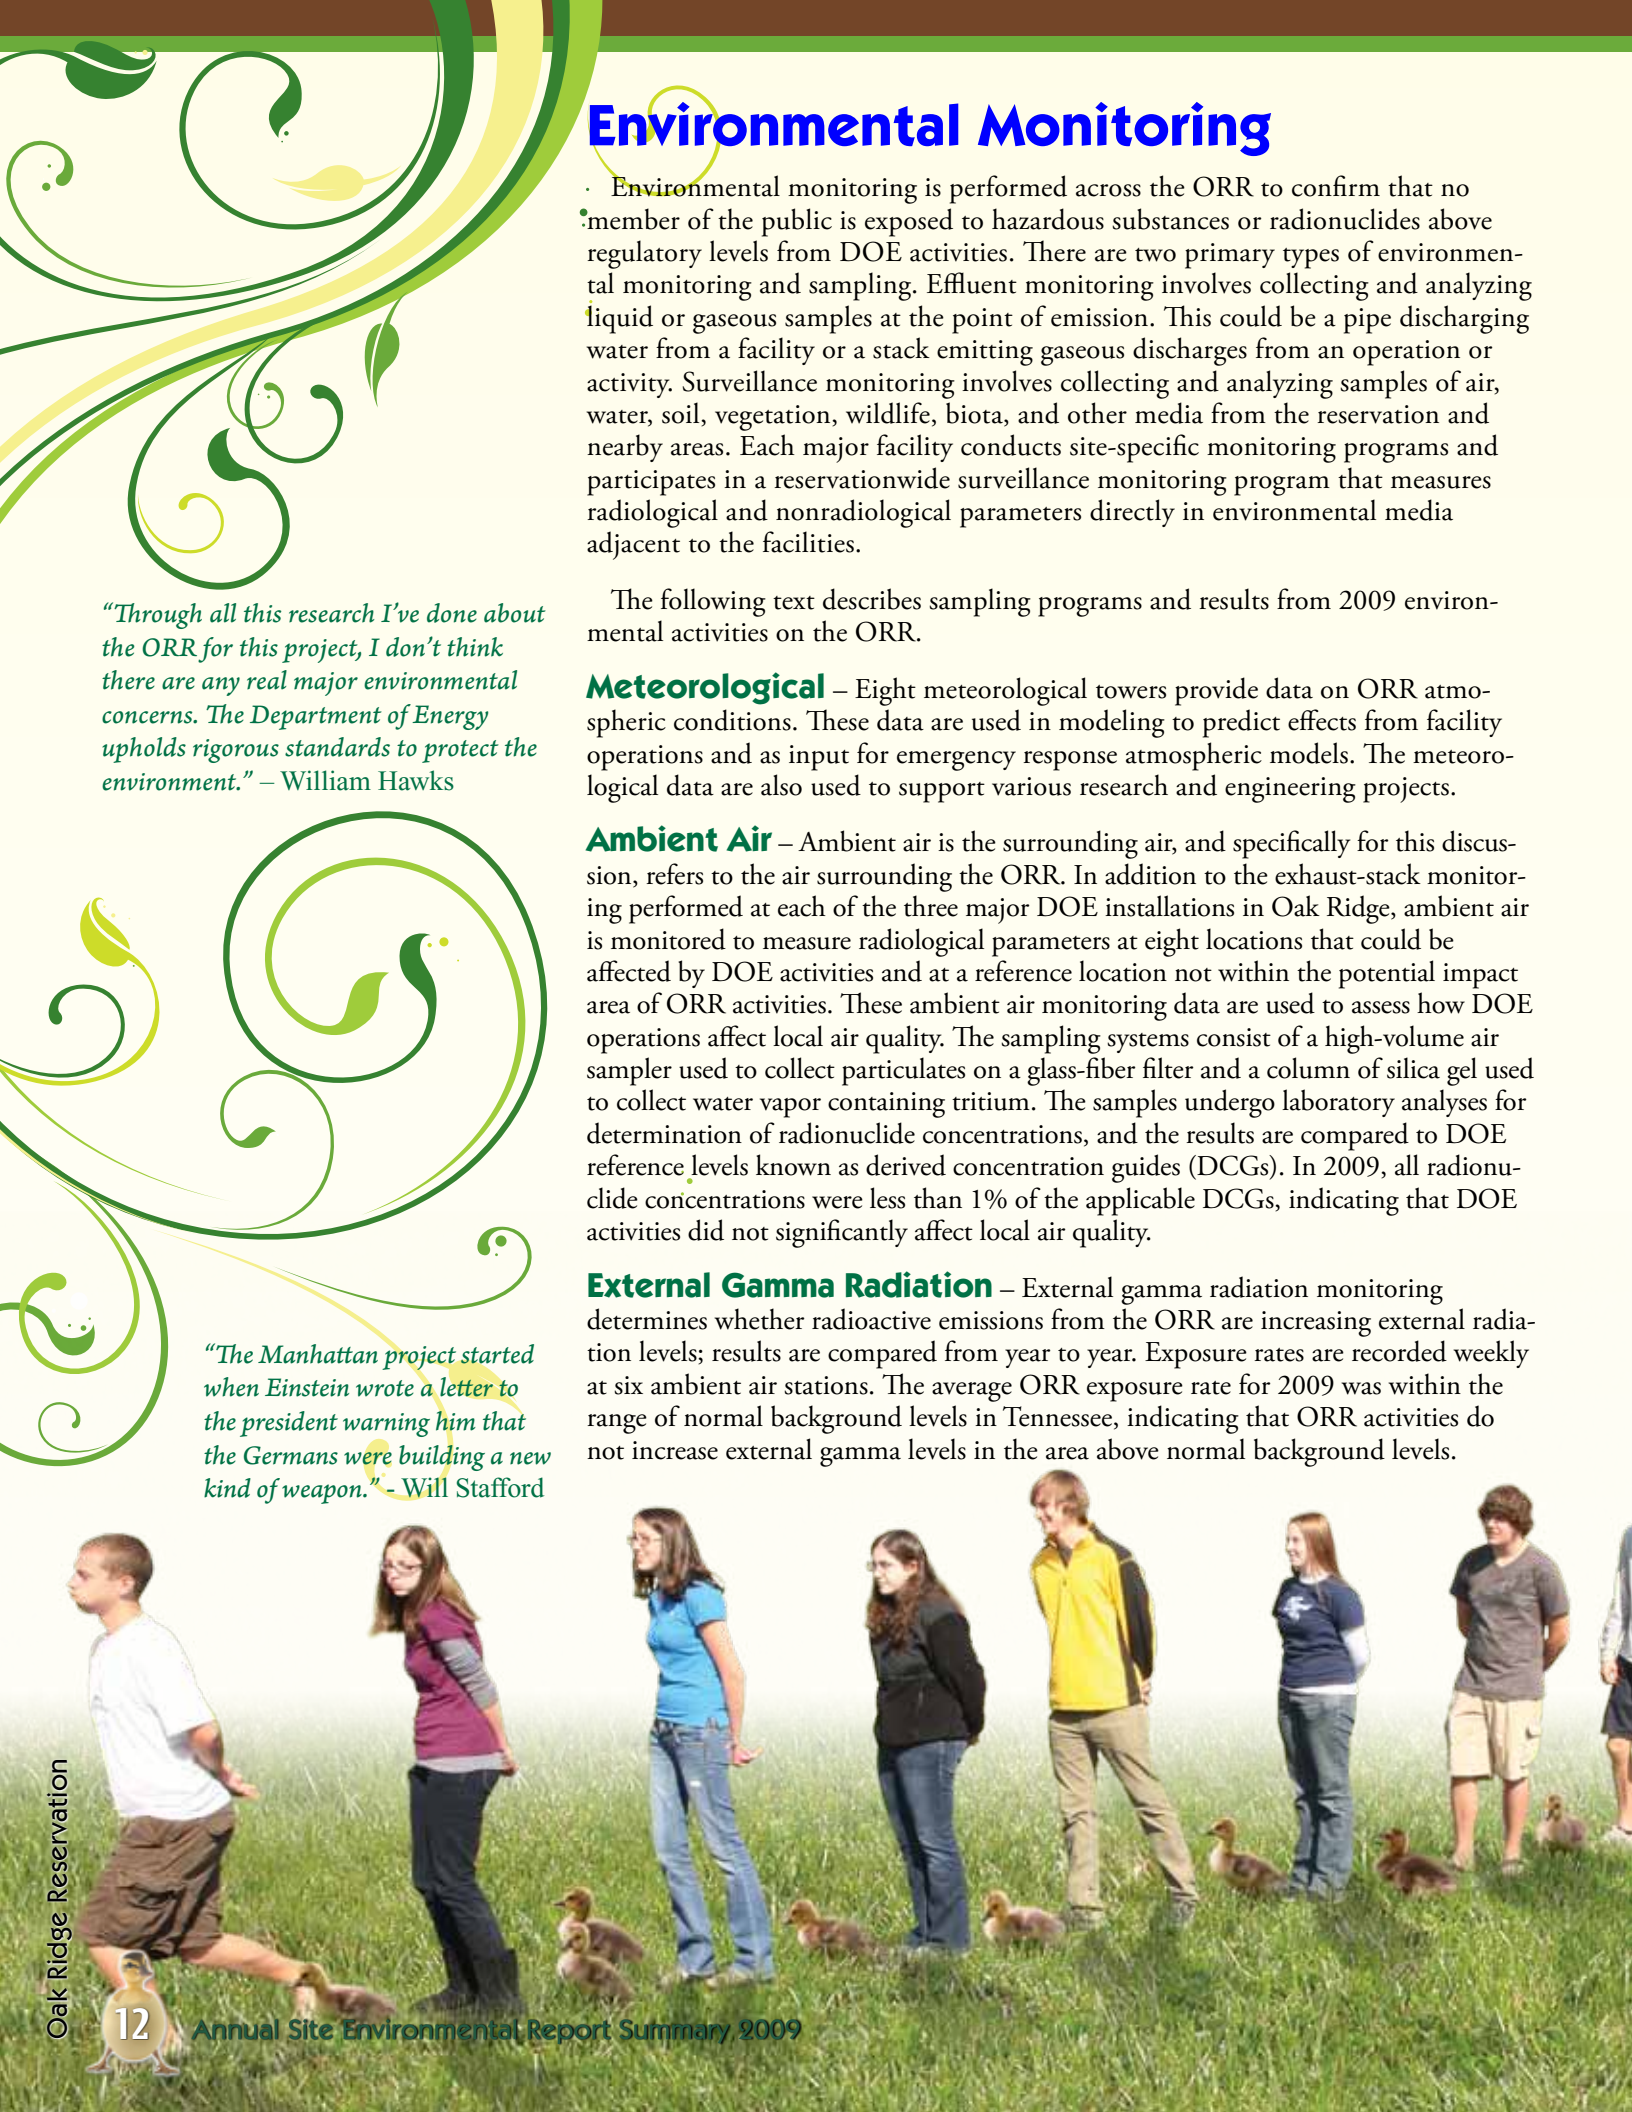 Environmental Monitoring
Environmental monitoring is performed across the ORR to confirm that no
member of the public is exposed to hazardous substances or radionuclides above
regulatory levels from DOE activities. There are two primary types of environmen-
tal monitoring and sampling. Effluent monitoring involves collecting and analyzing
liquid or gaseous samples at the point of emission. This could be a pipe discharging
water from a facility or a stack emitting gaseous discharges from an operation or
activity. Surveillance monitoring involves collecting and analyzing samples of air,
water, soil, vegetation, wildlife, biota, and other media from the reservation and
nearby areas. Each major facility conducts site-specific monitoring programs and
participates in a reservationwide surveillance monitoring program that measures
radiological and nonradiological parameters directly in environmental media
adjacent to the facilities.
The following text describes sampling programs and results from 2009 environ-
mental activities on the ORR.
Meteorological – Eight meteorological towers provide data on ORR atmo-
spheric conditions. These data are used in modeling to predict effects from facility
operations and as input for emergency response atmospheric models. The meteoro-
logical data are also used to support various research and engineering projects.
Ambient Air – Ambient air is the surrounding air, and specifically for this discus-
sion, refers to the air surrounding the ORR. In addition to the exhaust-stack monitor-
ing performed at each of the three major DOE installations in Oak Ridge, ambient air
is monitored to measure radiological parameters at eight locations that could be
affected by DOE activities and at a reference location not within the potential impact
area of ORR activities. These ambient air monitoring data are used to assess how DOE
operations affect local air quality. The sampling systems consist of a high-volume air
sampler used to collect particulates on a glass-fiber filter and a column of silica gel used
to collect water vapor containing tritium. The samples undergo laboratory analyses for
determination of radionuclide concentrations, and the results are compared to DOE
reference levels known as derived concentration guides (DCGs). In 2009, all radionu-
clide concentrations were less than 1% of the applicable DCGs, indicating that DOE
activities did not significantly affect local air quality.
External Gamma Radiation – External gamma radiation monitoring
determines whether radioactive emissions from the ORR are increasing external radia-
tion levels; results are compared from year to year. Exposure rates are recorded weekly
at six ambient air stations. The average ORR exposure rate for 2009 was within the
range of normal background levels in Tennessee, indicating that ORR activities do
not increase external gamma levels in the area above normal background levels.
“Through all this research I’ve done about
the ORR for this project, I don’t think
there are any real major environmental
concerns. The Department of Energy
upholds rigorous standards to protect the
environment.” – William Hawks
“The Manhattan project started
when Einstein wrote a letter to
the president warning him that
the Germans were building a new
kind of weapon.” - Will Stafford
Oak Ridge Reservation
12
Annual Site Environmental Report Summary 2009